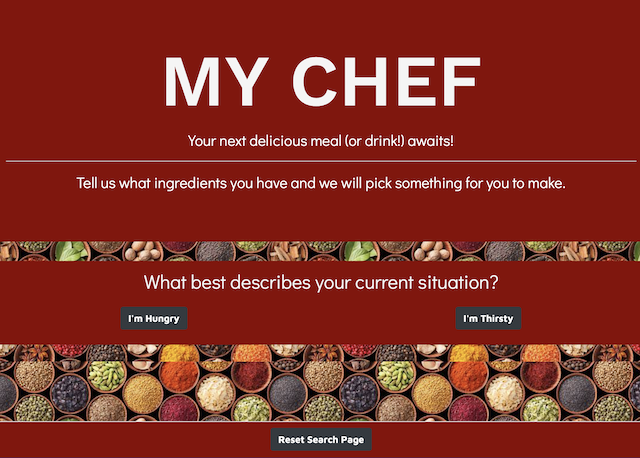 MY CHEF
Your next delicious meal (or drink!) awaits!
Tell us what ingredients you have and we will pick something for you to make.
What best describes your current situation?
I'm Hungry
I'm Thirsty
Reset Search Page